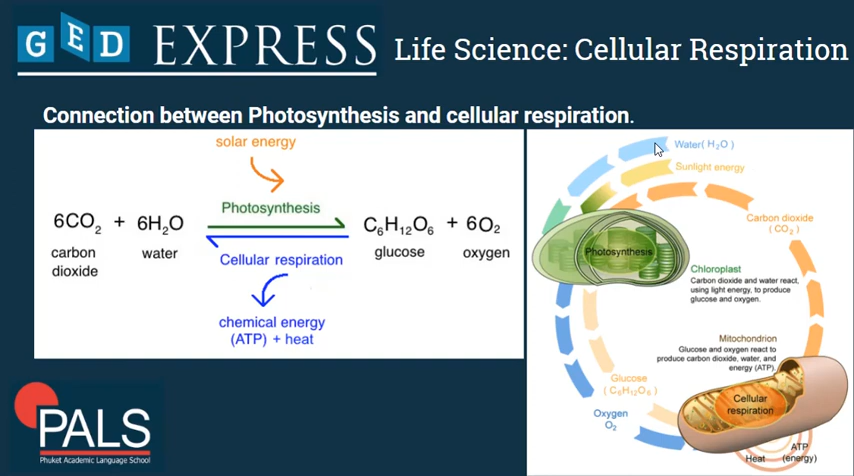 GED EXPRESS Life Science: Cellular Respiration
Connection between Photosynthesis and cellular respiration.
solar energy
Photosynthesis
6CO₂ + 6H₂O
C₆H₁₂O₆ + 6O₂
carbon
dioxide
water
glucose
oxygen
Cellular respiration
chemical energy
(ATP) + heat
Water( H₂O )
Sunlight energy
Carbon dioxide
( CO₂ )
Photosynthesis
Chloroplast
Carbon dioxide and water react,
using light energy, to produce
glucose and oxygen.
Mitochondrion
Glucose and oxygen react to
produce carbon dioxide, water, and
energy (ATP).
Glucose
( C₆H₁₂O₆ )
Cellular
respiration
Oxygen
O₂
Heat
ATP
(energy)
PALS
Phuket Academic Language School